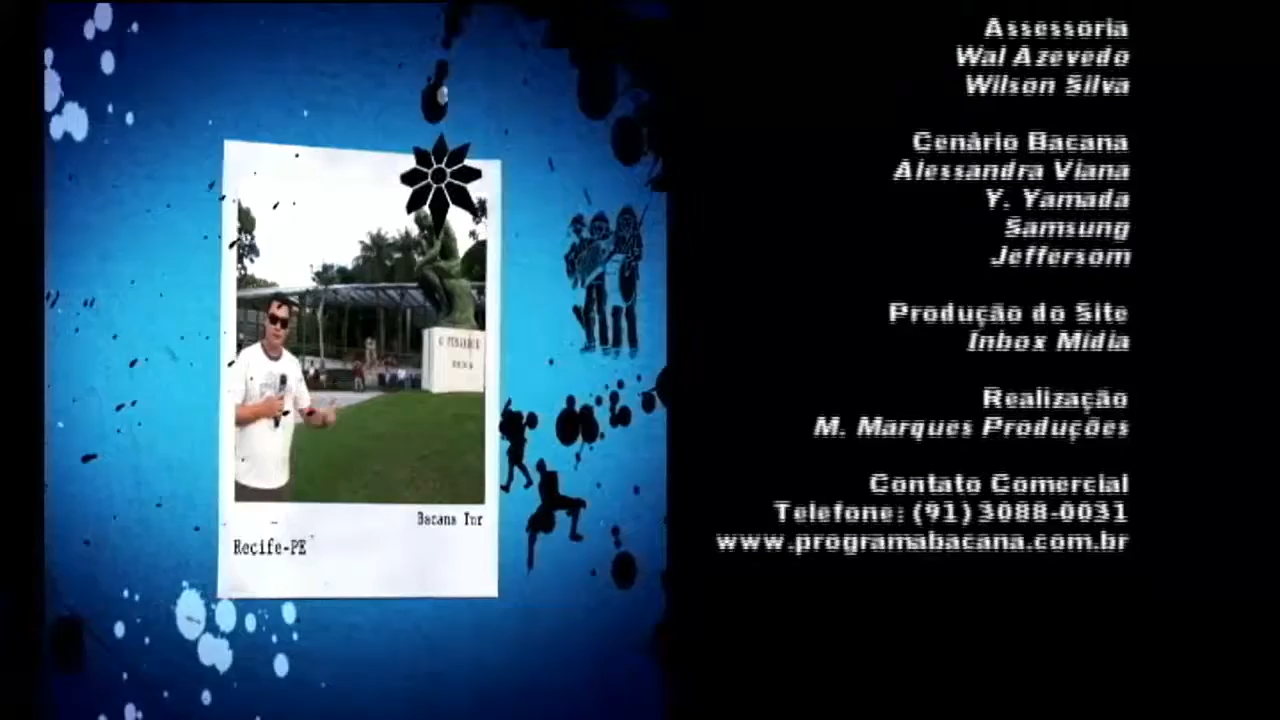 Assessoria
Wal Azevedo
Wilson Silva
Cenário Bacana
Alessandra Viana
Y. Yamada
Samsung
Jeffersom
Produção do Site
Inbox Mídia
Realização
M. Marques Produções
Contato Comercial
Telefone: (91) 3088-0031
www.programabacana.com.br
O PENSADOR
Bacana Tur
Recife-PE